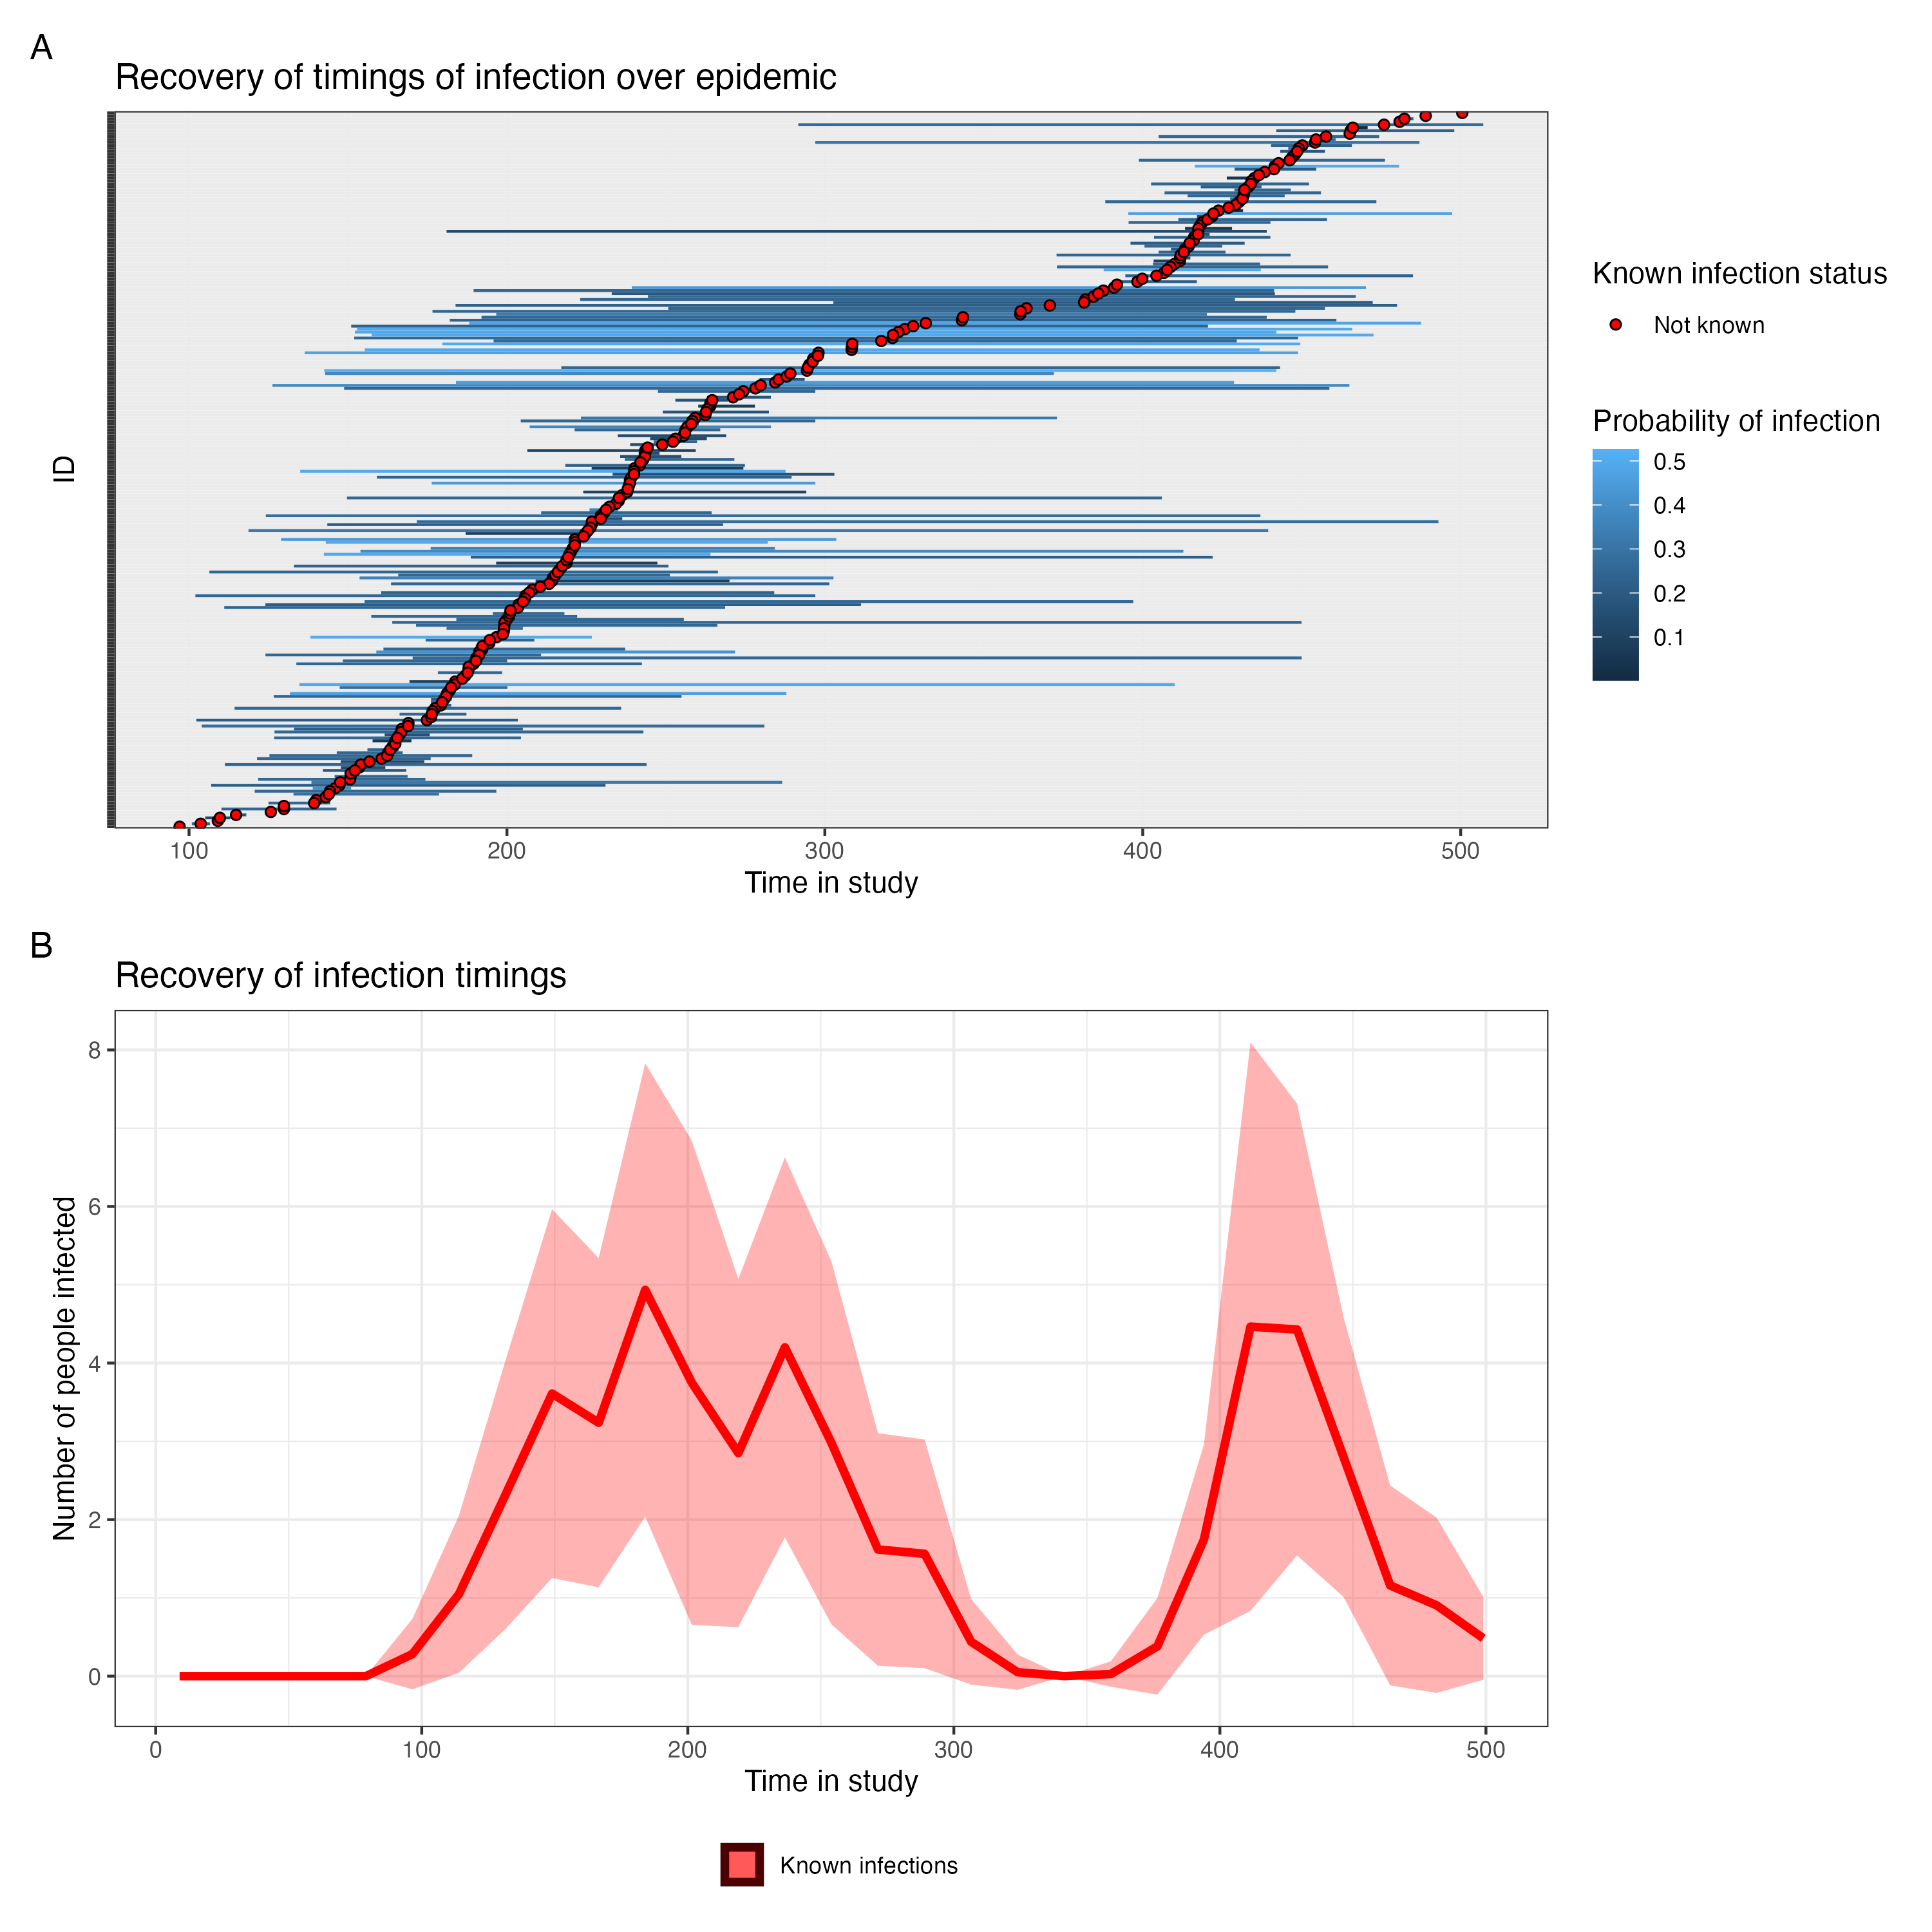 A
Recovery of timings of infection over epidemic
ID
100 200 300 400 500
Time in study
Known infection status
Not known
Probability of infection
0.5
0.4
0.3
0.2
0.1
B
Recovery of infection timings
Number of people infected
8
6
4
2
0
0 100 200 300 400 500
Time in study
Known infections